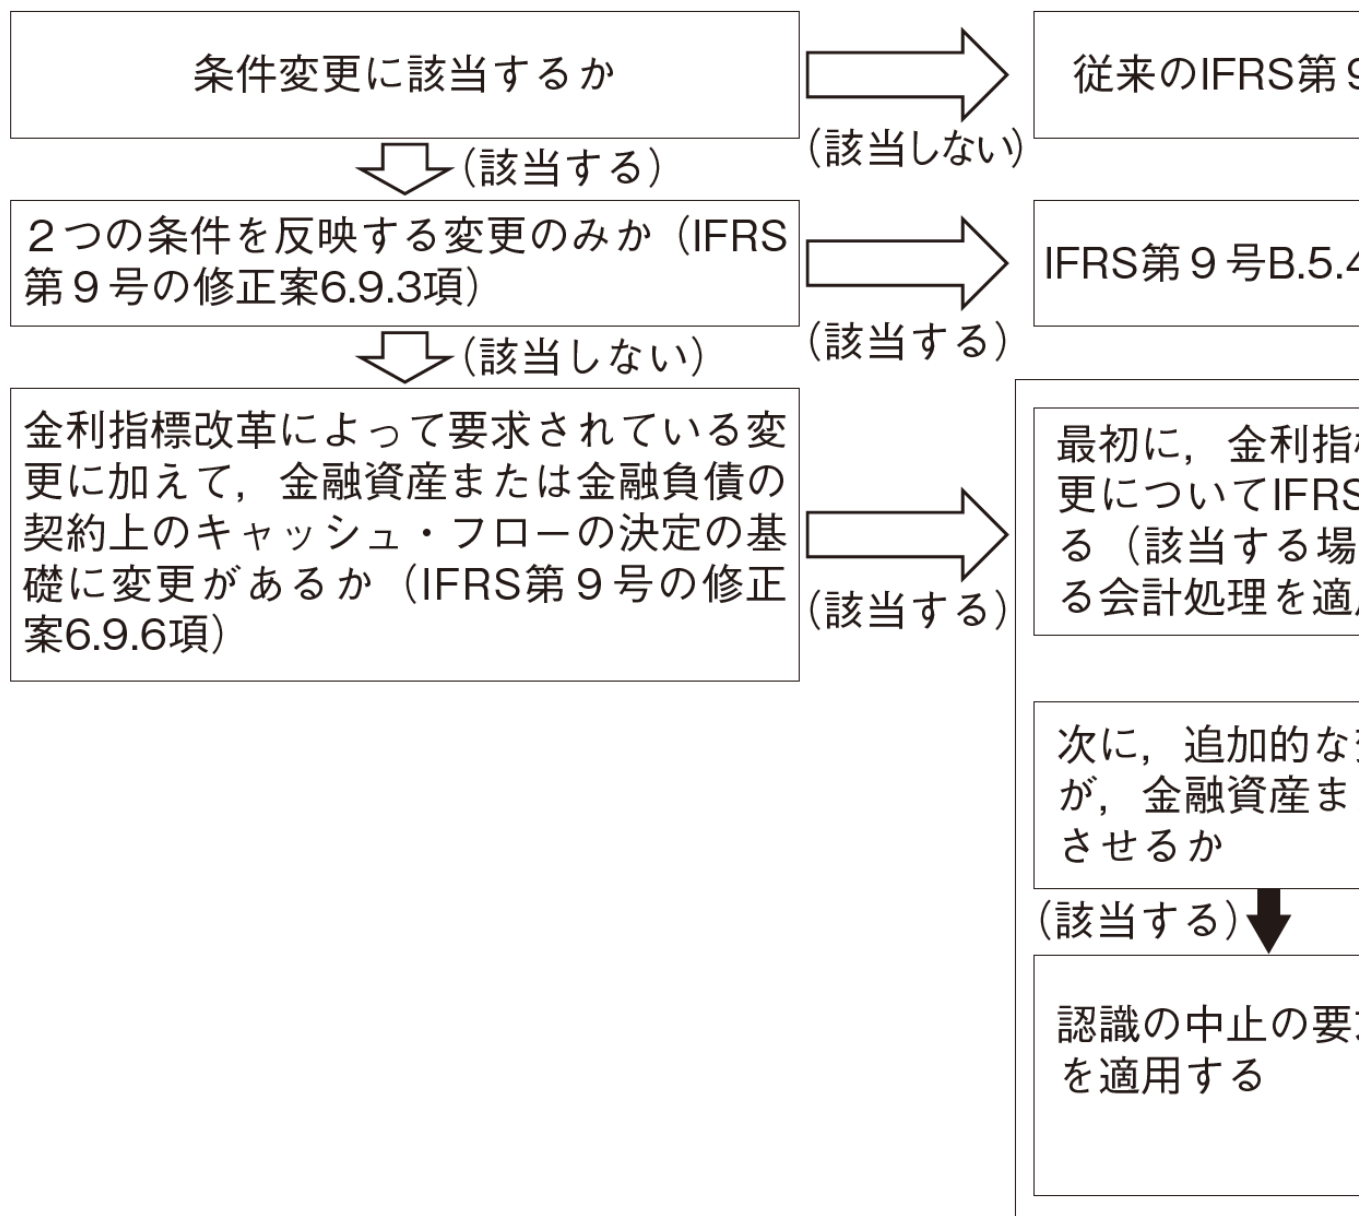 条件変更に該当するか
（該当しない）
従来のIFRS第9
（該当する）
２つの条件を反映する変更のみか（IFRS
第９号の修正案6.9.3項）
（該当する）
IFRS第９号B.5.4
（該当しない）
金利指標改革によって要求されている変
更に加えて，金融資産または金融負債の
契約上のキャッシュ・フローの決定の基
礎に変更があるか（IFRS第９号の修正
案6.9.6項）
（該当する）
最初に，金利指
更についてIFRS
る（該当する場
る会計処理を適
次に，追加的な
が，金融資産ま
させるか
（該当する）
認識の中止の要
を適用する